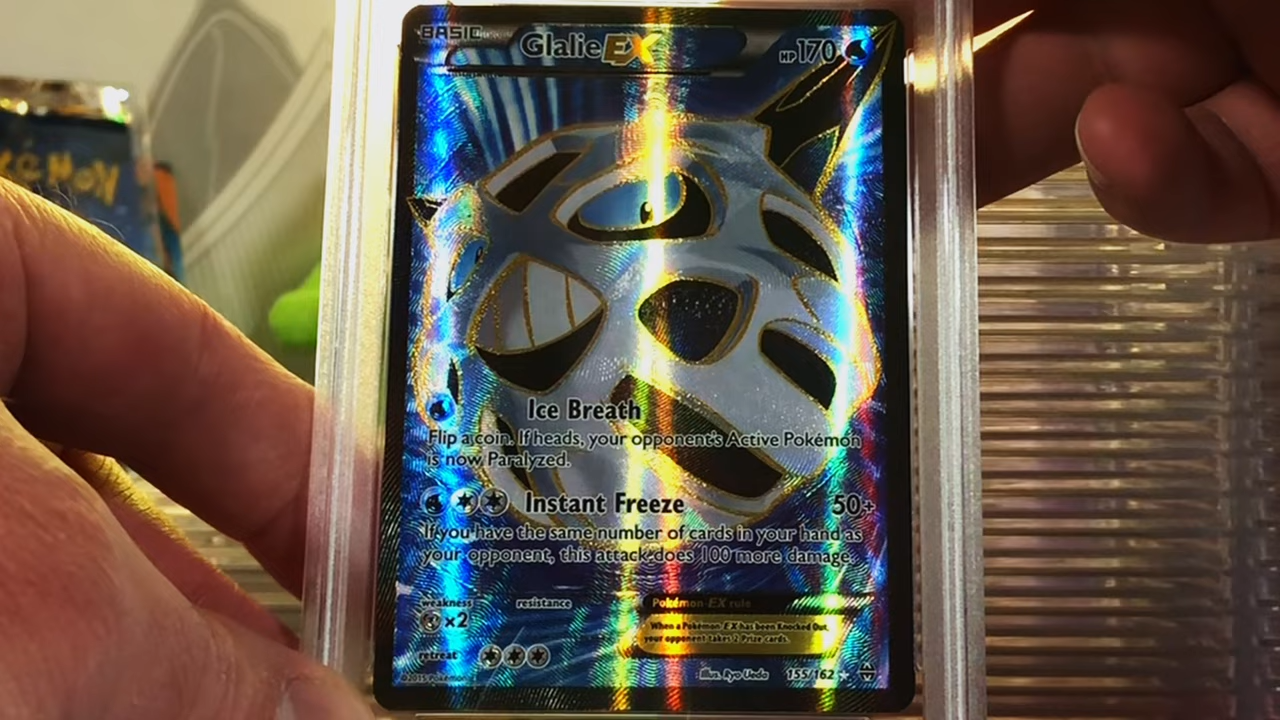 BASIC
Glalie EX
HP 170
POKÉMON
Ice Breath
Flip a coin. If heads, your opponent's Active Pokémon
is now Paralyzed.
Instant Freeze 50+
If you have the same number of cards in your hand as
your opponent, this attack does 100 more damage.
weakness resistance
×2
Pokémon-EX rule
When a Pokémon-EX has been Knocked Out,
your opponent takes 2 Prize cards.
retreat
©2015 Pokémon
Illus. Ryo Ueda 155/162